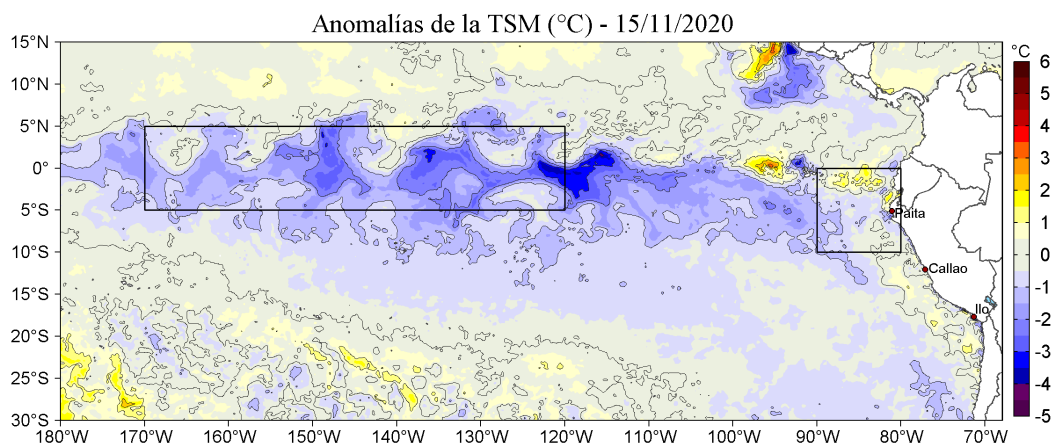 Anomalías de la TSM (°C) - 15/11/2020
15°N
10°N
5°N
0°
5°S
10°S
15°S
20°S
25°S
30°S
180°W
170°W
160°W
150°W
140°W
130°W
120°W
110°W
100°W
90°W
80°W
70°W
Paita
Callao
Ilo
°C
6
5
4
3
2
1
0
-1
-2
-3
-4
-5